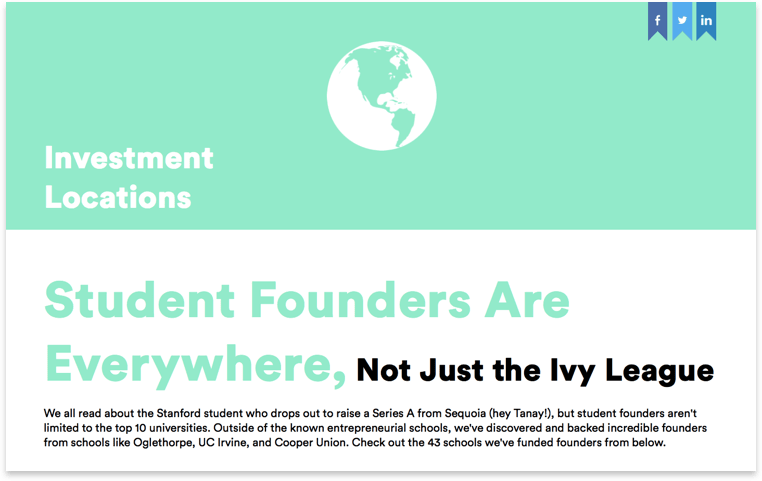 Investment
Locations
Student Founders Are
Everywhere, Not Just the Ivy League
We all read about the Stanford student who drops out to raise a Series A from Sequoia (hey Tanay!), but student founders aren't
limited to the top 10 universities. Outside of the known entrepreneurial schools, we've discovered and backed incredible founders
from schools like Oglethorpe, UC Irvine, and Cooper Union. Check out the 43 schools we've funded founders from below.